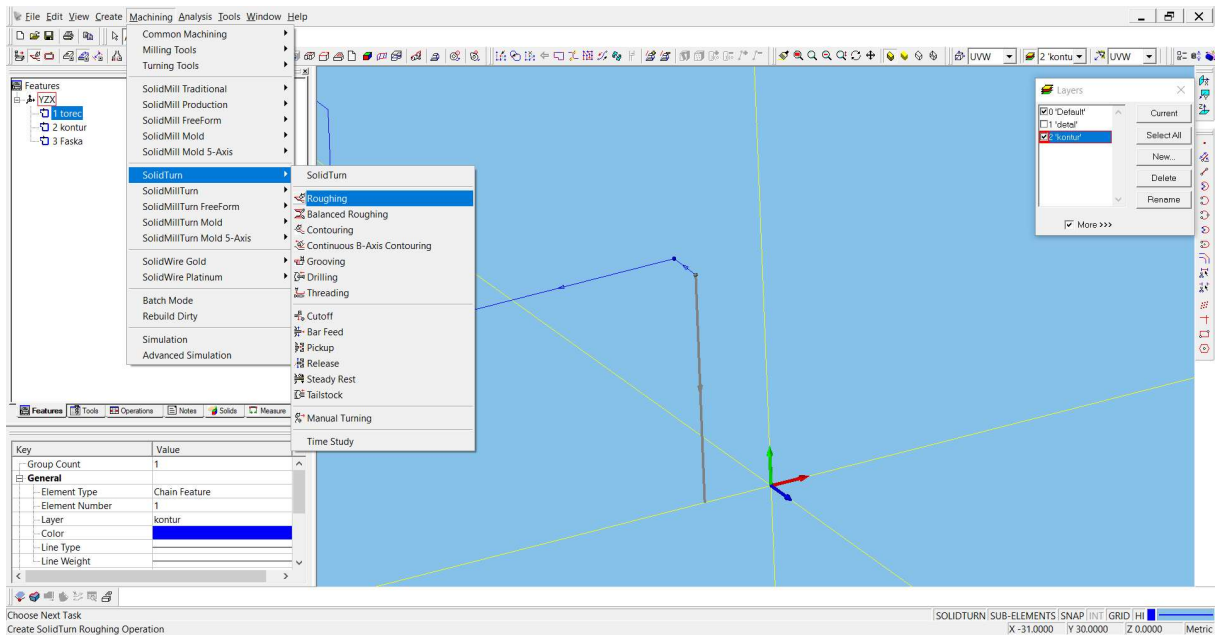 File Edit View Create Machining Analysis Tools Window Help
Common Machining
Milling Tools
Turning Tools
SolidMill Traditional
SolidMill Production
SolidMill FreeForm
SolidMill Mold
SolidMill Mold 5-Axis
SolidTurn
SolidMillTurn
SolidMillTurn FreeForm
SolidMillTurn Mold
SolidMillTurn Mold 5-Axis
SolidWire Gold
SolidWire Platinum
Batch Mode
Rebuild Dirty
Simulation
Advanced Simulation
SolidTurn
Roughing
Balanced Roughing
Contouring
Continuous B-Axis Contouring
Grooving
Drilling
Threading
Cutoff
Bar Feed
Pickup
Release
Steady Rest
Tailstock
Manual Turning
Time Study
UVW 2 'kontu UVW
Features
YZX
1 torec
2 kontur
3 Faska
Layers
0 'Default'
1 'detal'
2 'kontur'
Current
Select All
New...
Delete
Rename
More >>>
Features Tools Operations Notes Solids Measure
Key Value
Group Count 1
General
Element Type Chain Feature
Element Number 1
Layer kontur
Color
Line Type
Line Weight
Choose Next Task
SOLIDTURN SUB-ELEMENTS SNAP INT GRID HI
Create SolidTurn Roughing Operation
X -31.0000 Y 30.0000 Z 0.0000 Metric